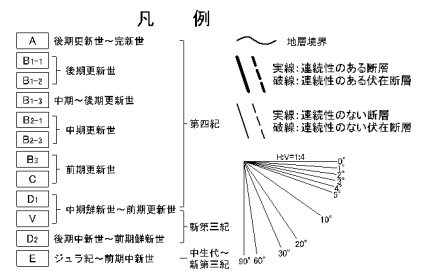 凡 例
A 後期更新世～完新世
B1-1
B1-2
後期更新世
B1-3 中期～後期更新世
B2-1
B2-3
中期更新世
B3
C
前期更新世
D1
V
中期鮮新世～前期更新世
D2 後期中新世～前期鮮新世
E ジュラ紀～前期中新世
第四紀
新第三紀
中生代～
新第三紀
地層境界
実線：連続性のある断層
破線：連続性のある伏在断層
実線：連続性のない断層
破線：連続性のない伏在断層
H:V=1:4
0°
1°
2°
3°
4°
5°
10°
20°
30°
60°
90°